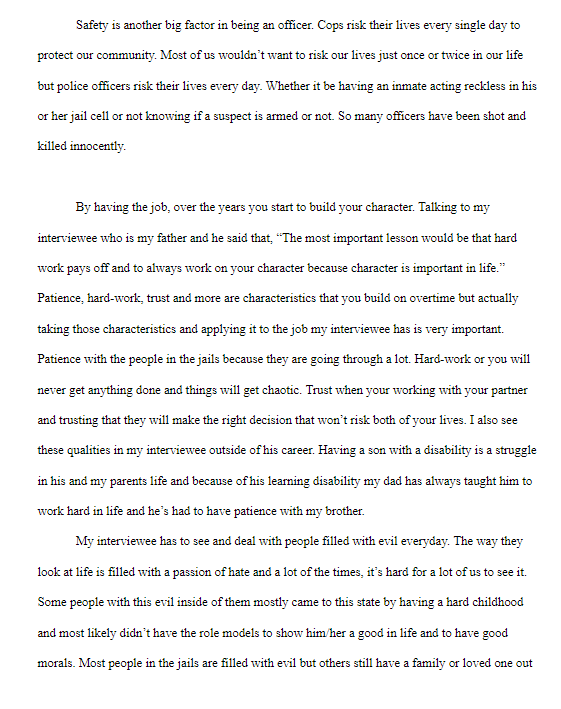 Safety is another big factor in being an officer. Cops risk their lives every single day to
protect our community. Most of us wouldn’t want to risk our lives just once or twice in our life
but police officers risk their lives every day. Whether it be having an inmate acting reckless in his
or her jail cell or not knowing if a suspect is armed or not. So many officers have been shot and
killed innocently.
By having the job, over the years you start to build your character. Talking to my
interviewee who is my father and he said that, “The most important lesson would be that hard
work pays off and to always work on your character because character is important in life.”
Patience, hard-work, trust and more are characteristics that you build on overtime but actually
taking those characteristics and applying it to the job my interviewee has is very important.
Patience with the people in the jails because they are going through a lot. Hard-work or you will
never get anything done and things will get chaotic. Trust when your working with your partner
and trusting that they will make the right decision that won’t risk both of your lives. I also see
these qualities in my interviewee outside of his career. Having a son with a disability is a struggle
in his and my parents life and because of his learning disability my dad has always taught him to
work hard in life and he’s had to have patience with my brother.
My interviewee has to see and deal with people filled with evil everyday. The way they
look at life is filled with a passion of hate and a lot of the times, it’s hard for a lot of us to see it.
Some people with this evil inside of them mostly came to this state by having a hard childhood
and most likely didn’t have the role models to show him/her a good in life and to have good
morals. Most people in the jails are filled with evil but others still have a family or loved one out